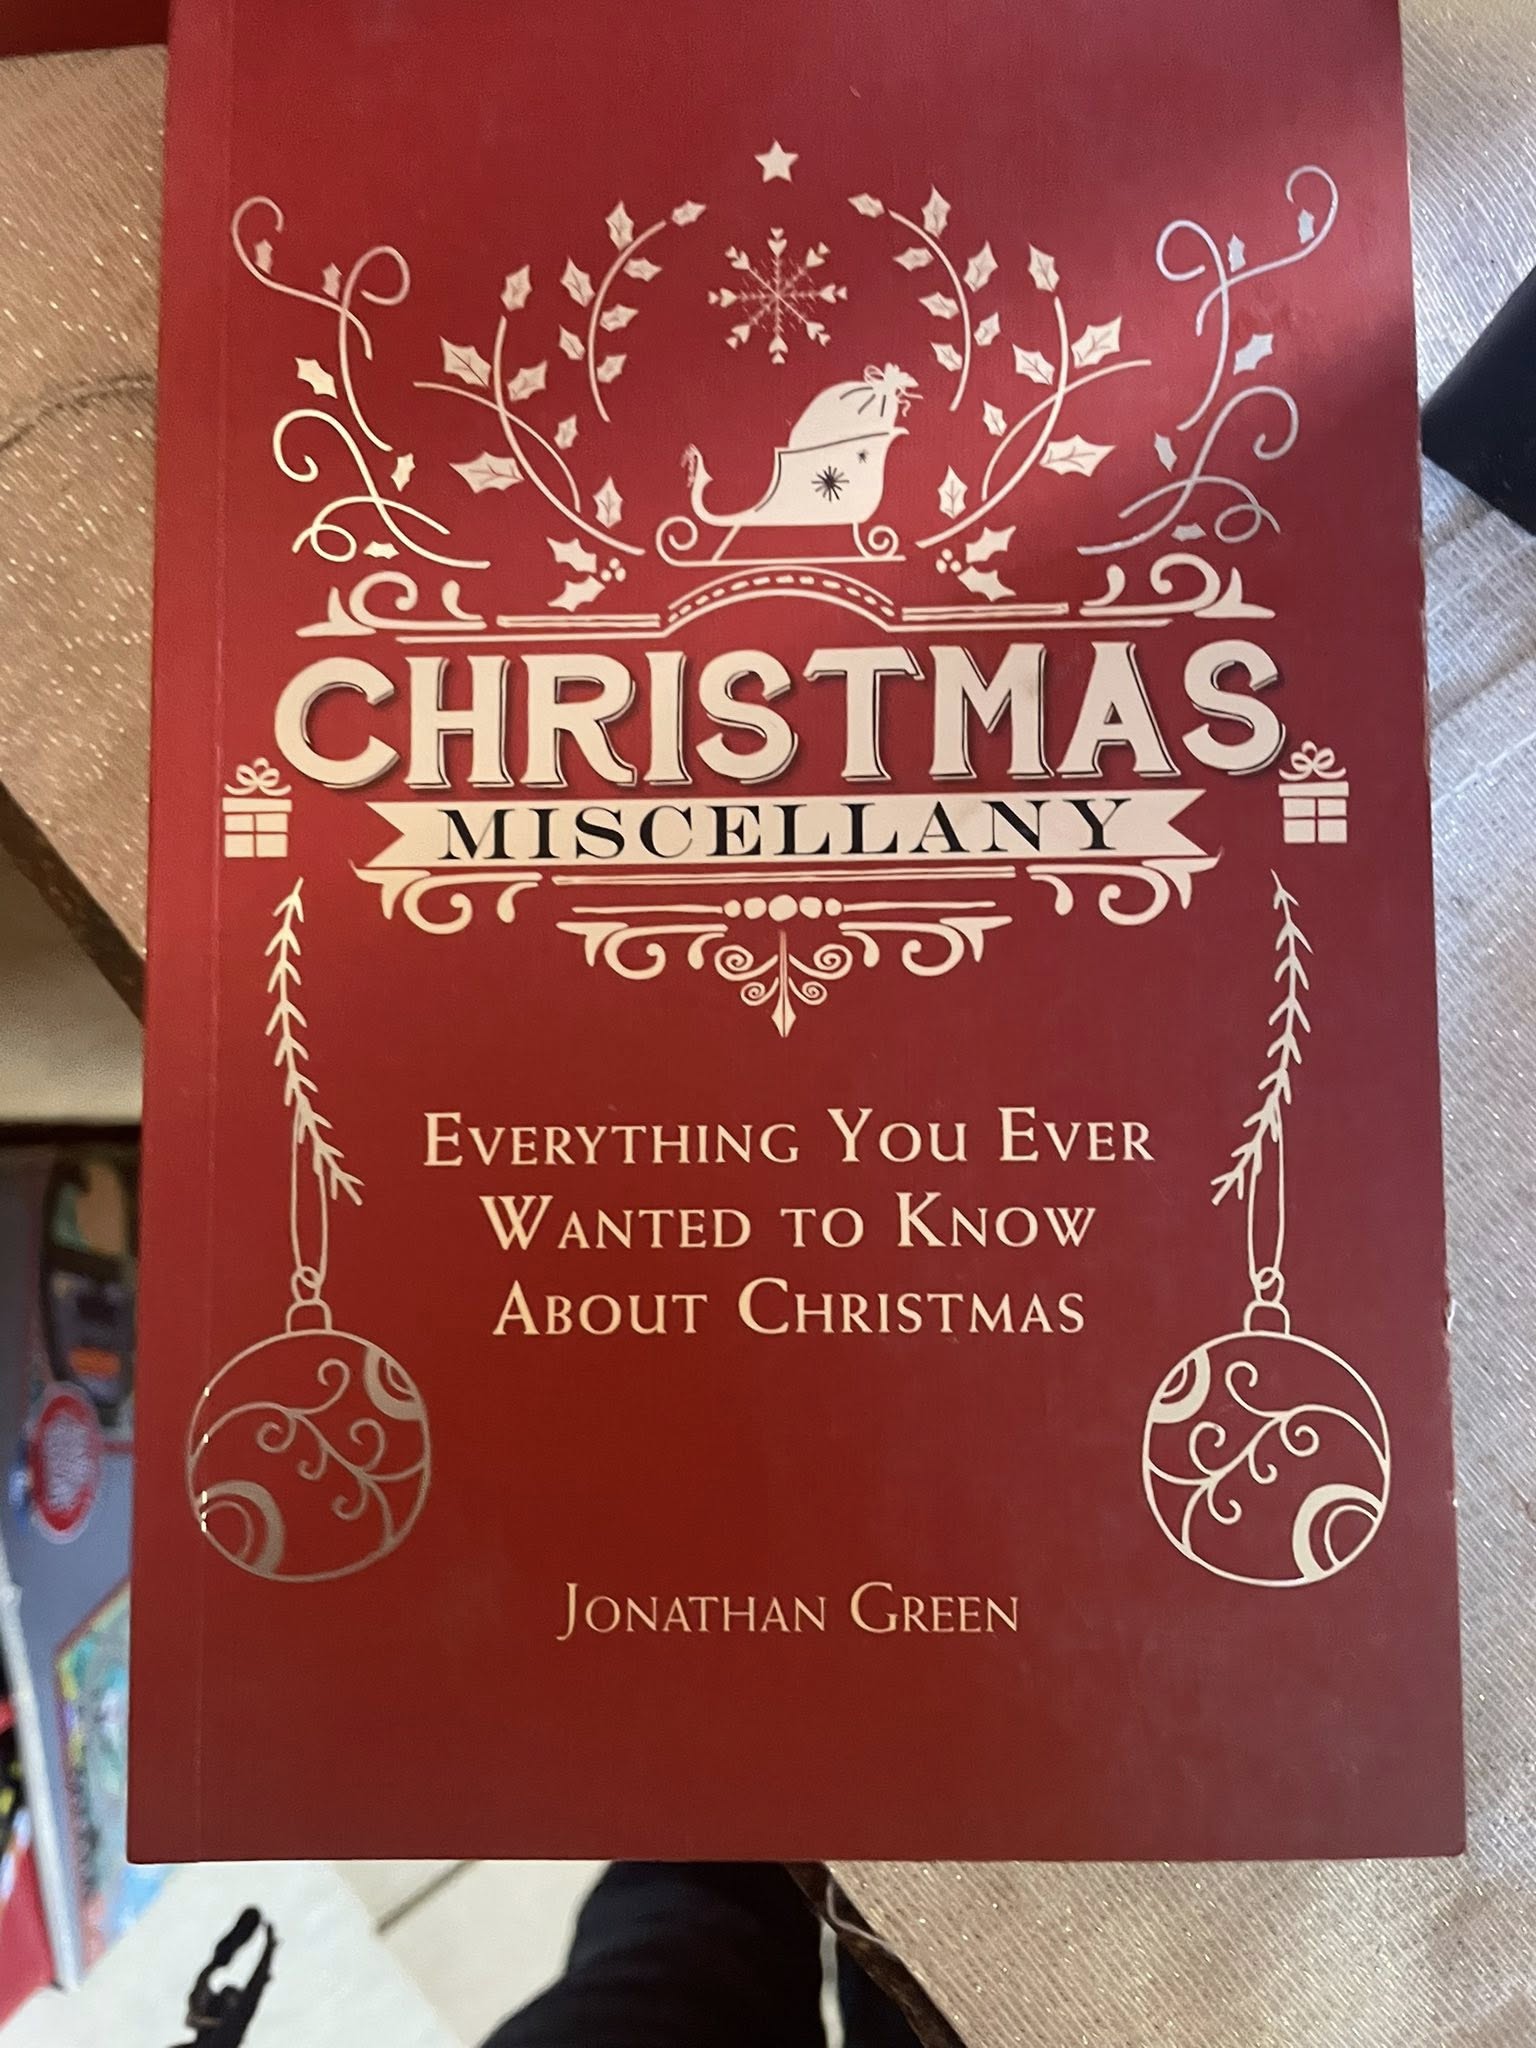 CHRISTMAS
MISCELLANY
EVERYTHING YOU EVER
WANTED TO KNOW
ABOUT CHRISTMAS
JONATHAN GREEN